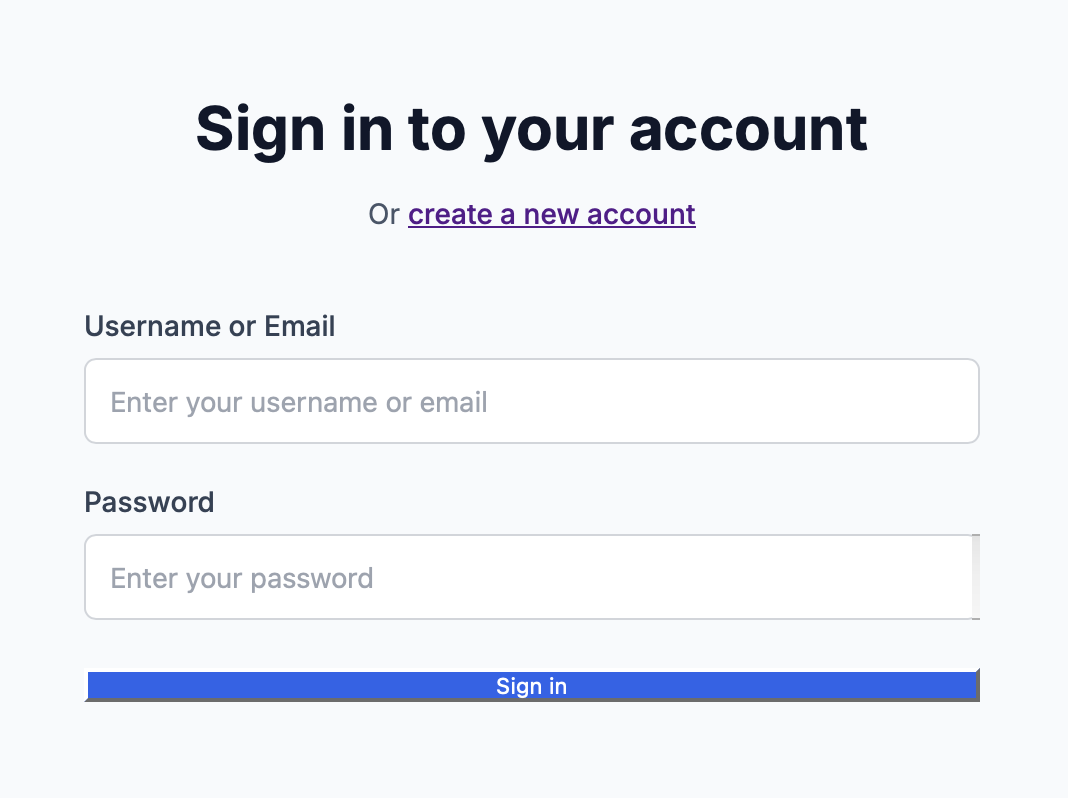 Sign in to your account
Or create a new account
Username or Email
Enter your username or email
Password
Enter your password
Sign in